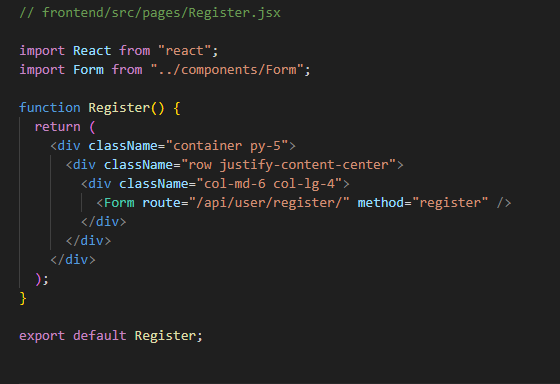 // frontend/src/pages/Register.jsx
import React from "react";
import Form from "../components/Form";
function Register() {
return (
<div className="container py-5">
<div className="row justify-content-center">
<div className="col-md-6 col-lg-4">
<Form route="/api/user/register/" method="register" />
</div>
</div>
</div>
);
}
export default Register;